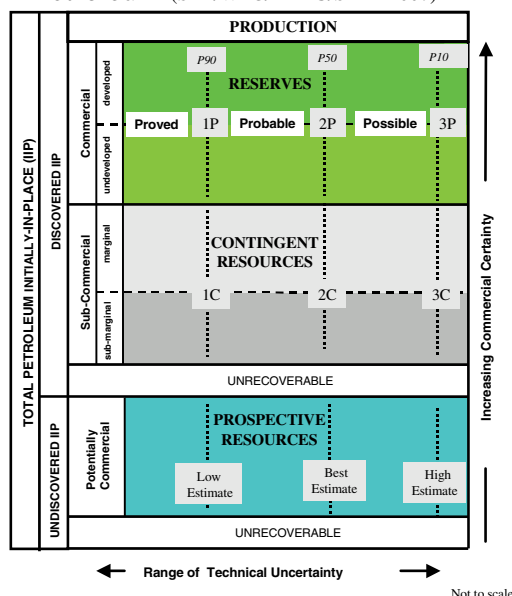 PRODUCTION
TOTAL PETROLEUM INITIALLY-IN-PLACE (IIP)
DISCOVERED IIP
Commercial
developed
undeveloped
P90
P50
P10
RESERVES
Proved
1P
Probable
2P
Possible
3P
Sub-Commercial
marginal
sub-marginal
CONTINGENT
RESOURCES
1C
2C
3C
UNRECOVERABLE
UNDISCOVERED IIP
Potentially
Commercial
PROSPECTIVE
RESOURCES
Low
Estimate
Best
Estimate
High
Estimate
UNRECOVERABLE
Increasing Commercial Certainty
Range of Technical Uncertainty
Not to scale